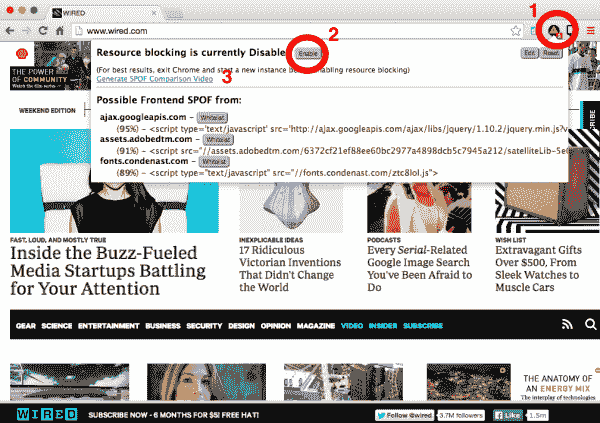 1
WIRED
www.wired.com
2
Resource blocking is currently Disable
Enable
Edit
Reset
(For best results, exit Chrome and start a new instance be enabling resource blocking)
Generate SPOF Comparison Video
3
Possible Frontend SPOF from:
ajax.googleapis.com – Whitelist
(95%) – <script type="text/javascript" src="http://ajax.googleapis.com/ajax/libs/jquery/1.10.2/jquery.min.js?v
assets.adobedtm.com – Whitelist
(91%) – <script src="//assets.adobedtm.com/6372cf21ef88ee60bc2977a4898dcb5c7945a212/satelliteLib-5ef
fonts.condenast.com – Whitelist
(89%) – <script type="text/javascript" src="//fonts.condenast.com/ztc8lol.js">
THE POWER
OF COMMUNITY
Watch the film series
WEEKEND EDITION
FAST, LOUD, AND MOSTLY TRUE
Inside the Buzz-Fueled
Media Startups Battling
for Your Attention
INEXPLICABLE IDEAS
17 Ridiculous
Victorian Inventions
That Didn't Change
the World
PODCASTS
Every Serial-Related
Google Image Search
You've Been Afraid to
Do
WISH LIST
Extravagant Gifts
Over $500, From
Sleek Watches to
Muscle Cars
GEAR SCIENCE ENTERTAINMENT BUSINESS SECURITY DESIGN OPINION MAGAZINE VIDEO INSIDER SUBSCRIBE
THE ANATOMY OF
AN ENERGY MIX
The interplay of technologies
WIRED
SUBSCRIBE NOW - 6 MONTHS FOR $5! FREE HAT!
Follow @wired
3.7M followers
Like
1.5m